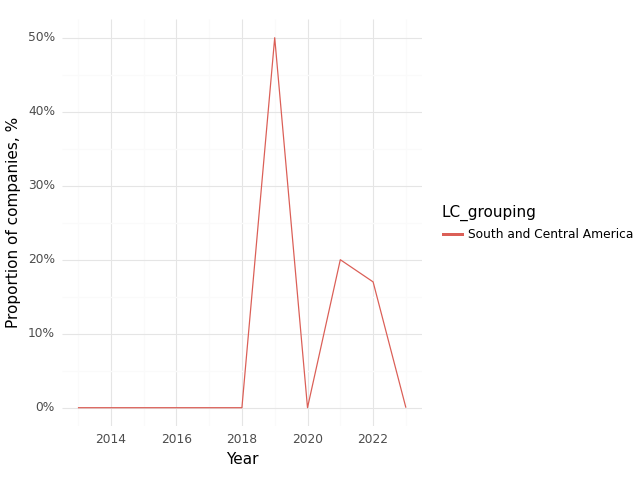 50%
40%
30%
20%
10%
0%
Proportion of companies, %
2014 2016 2018 2020 2022
Year
LC_grouping
South and Central America